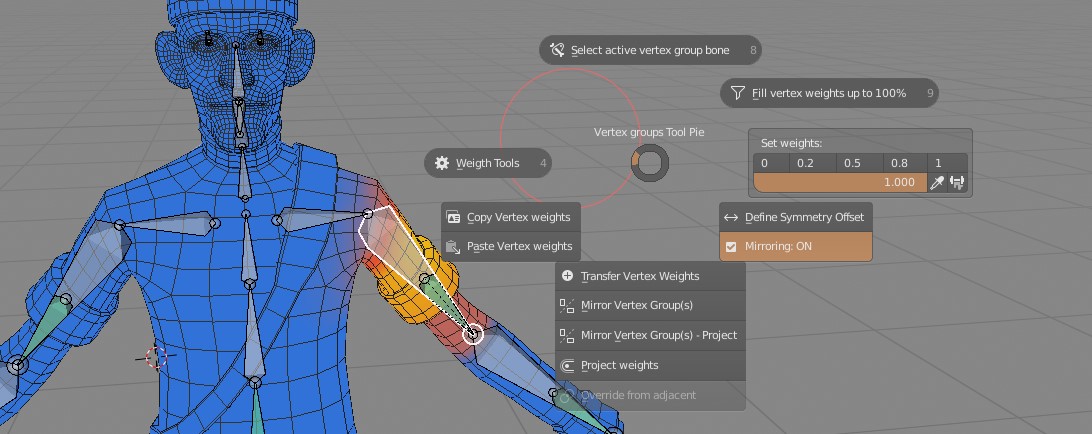 Select active vertex group bone 8
Fill vertex weights up to 100% 9
Vertex groups Tool Pie
Set weights:
0 0.2 0.5 0.8 1
1.000
Weigth Tools 4
Copy Vertex weights
Paste Vertex weights
Define Symmetry Offset
Mirroring: ON
Transfer Vertex Weights
Mirror Vertex Group(s)
Mirror Vertex Group(s) - Project
Project weights
Override from adjacent